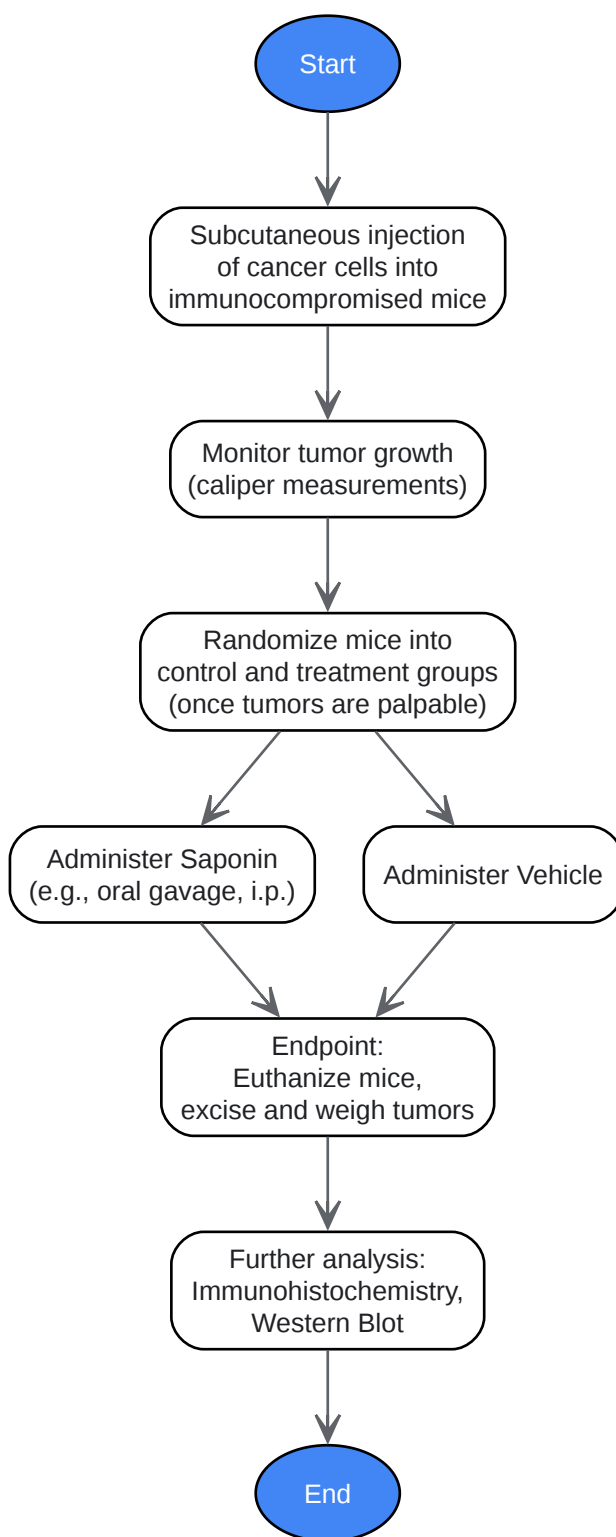 Start
Subcutaneous injection
of cancer cells into
immunocompromised mice
Monitor tumor growth
(caliper measurements)
Randomize mice into
control and treatment groups
(once tumors are palpable)
Administer Saponin
(e.g., oral gavage, i.p.)
Administer Vehicle
Endpoint:
Euthanize mice,
excise and weigh tumors
Further analysis:
Immunohistochemistry,
Western Blot
End